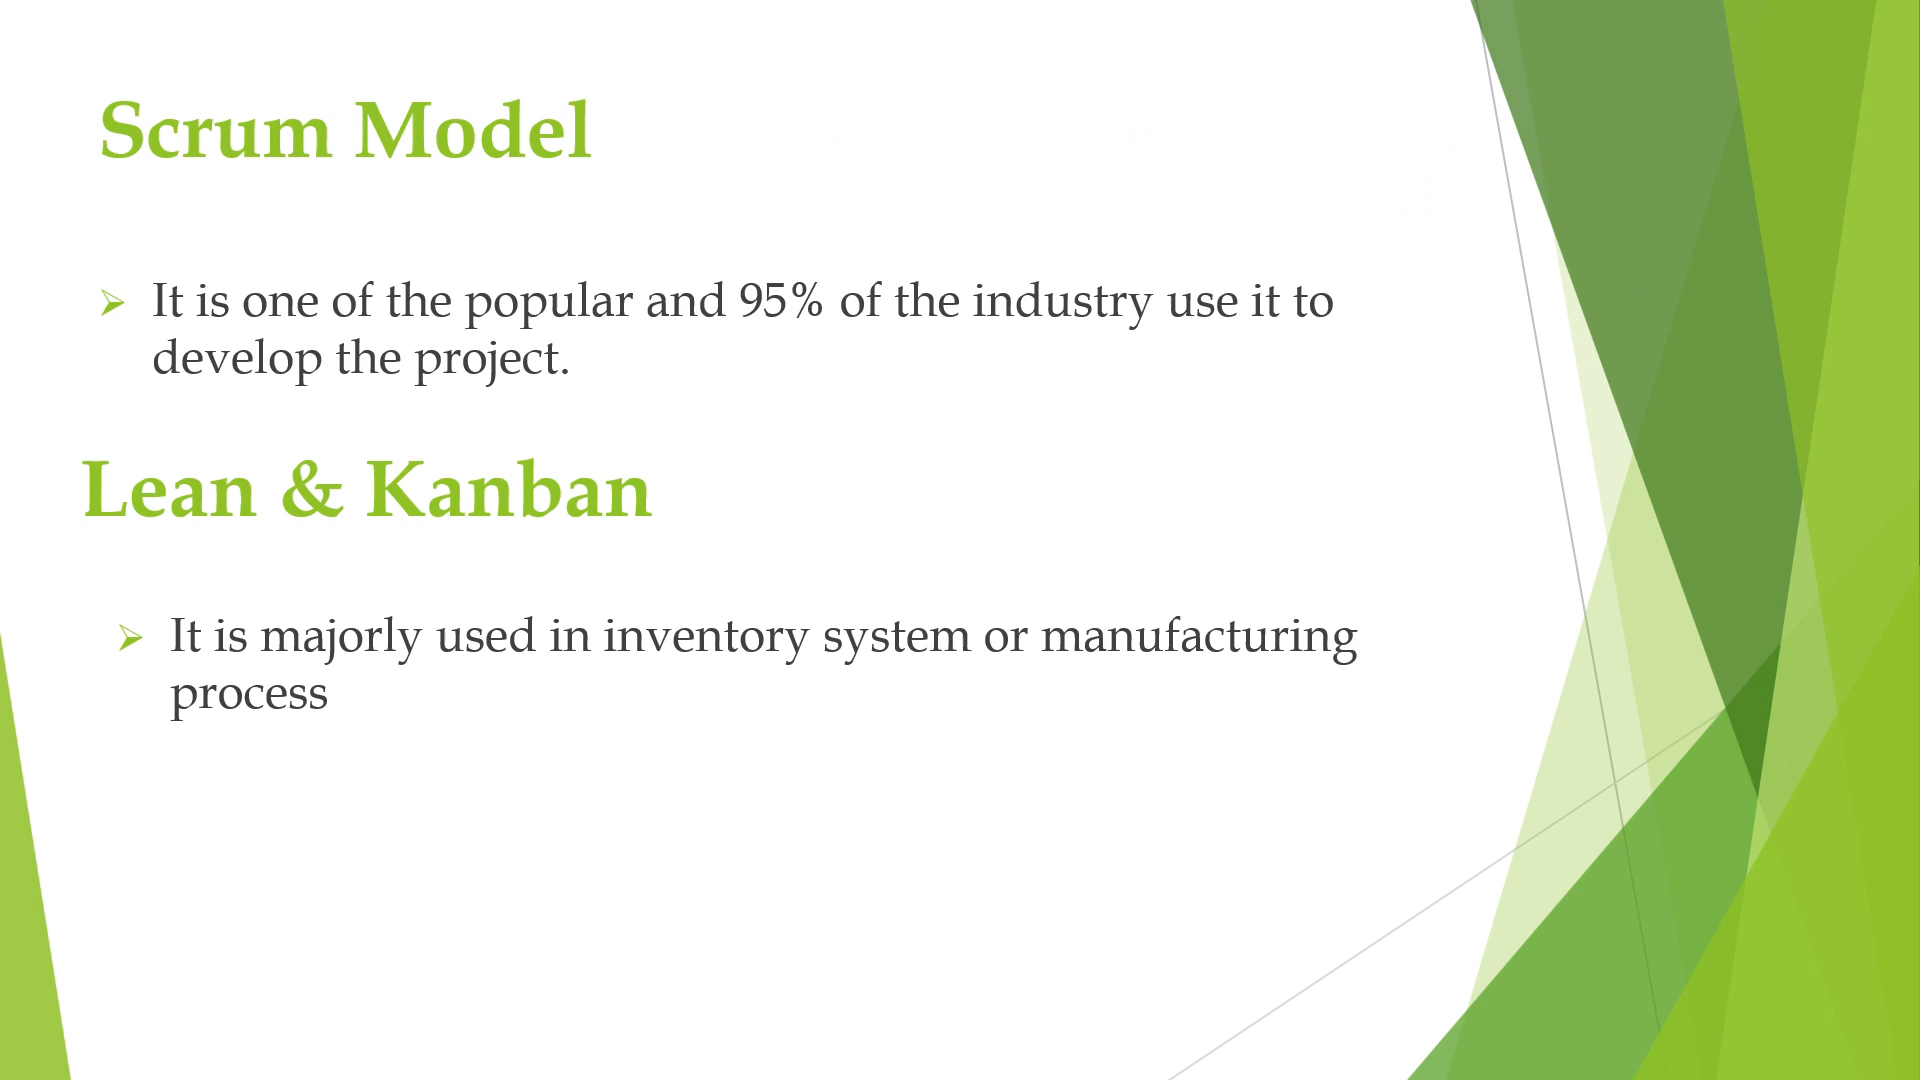 Scrum Model
It is one of the popular and 95% of the industry use it to
develop the project.
Lean & Kanban
It is majorly used in inventory system or manufacturing
process